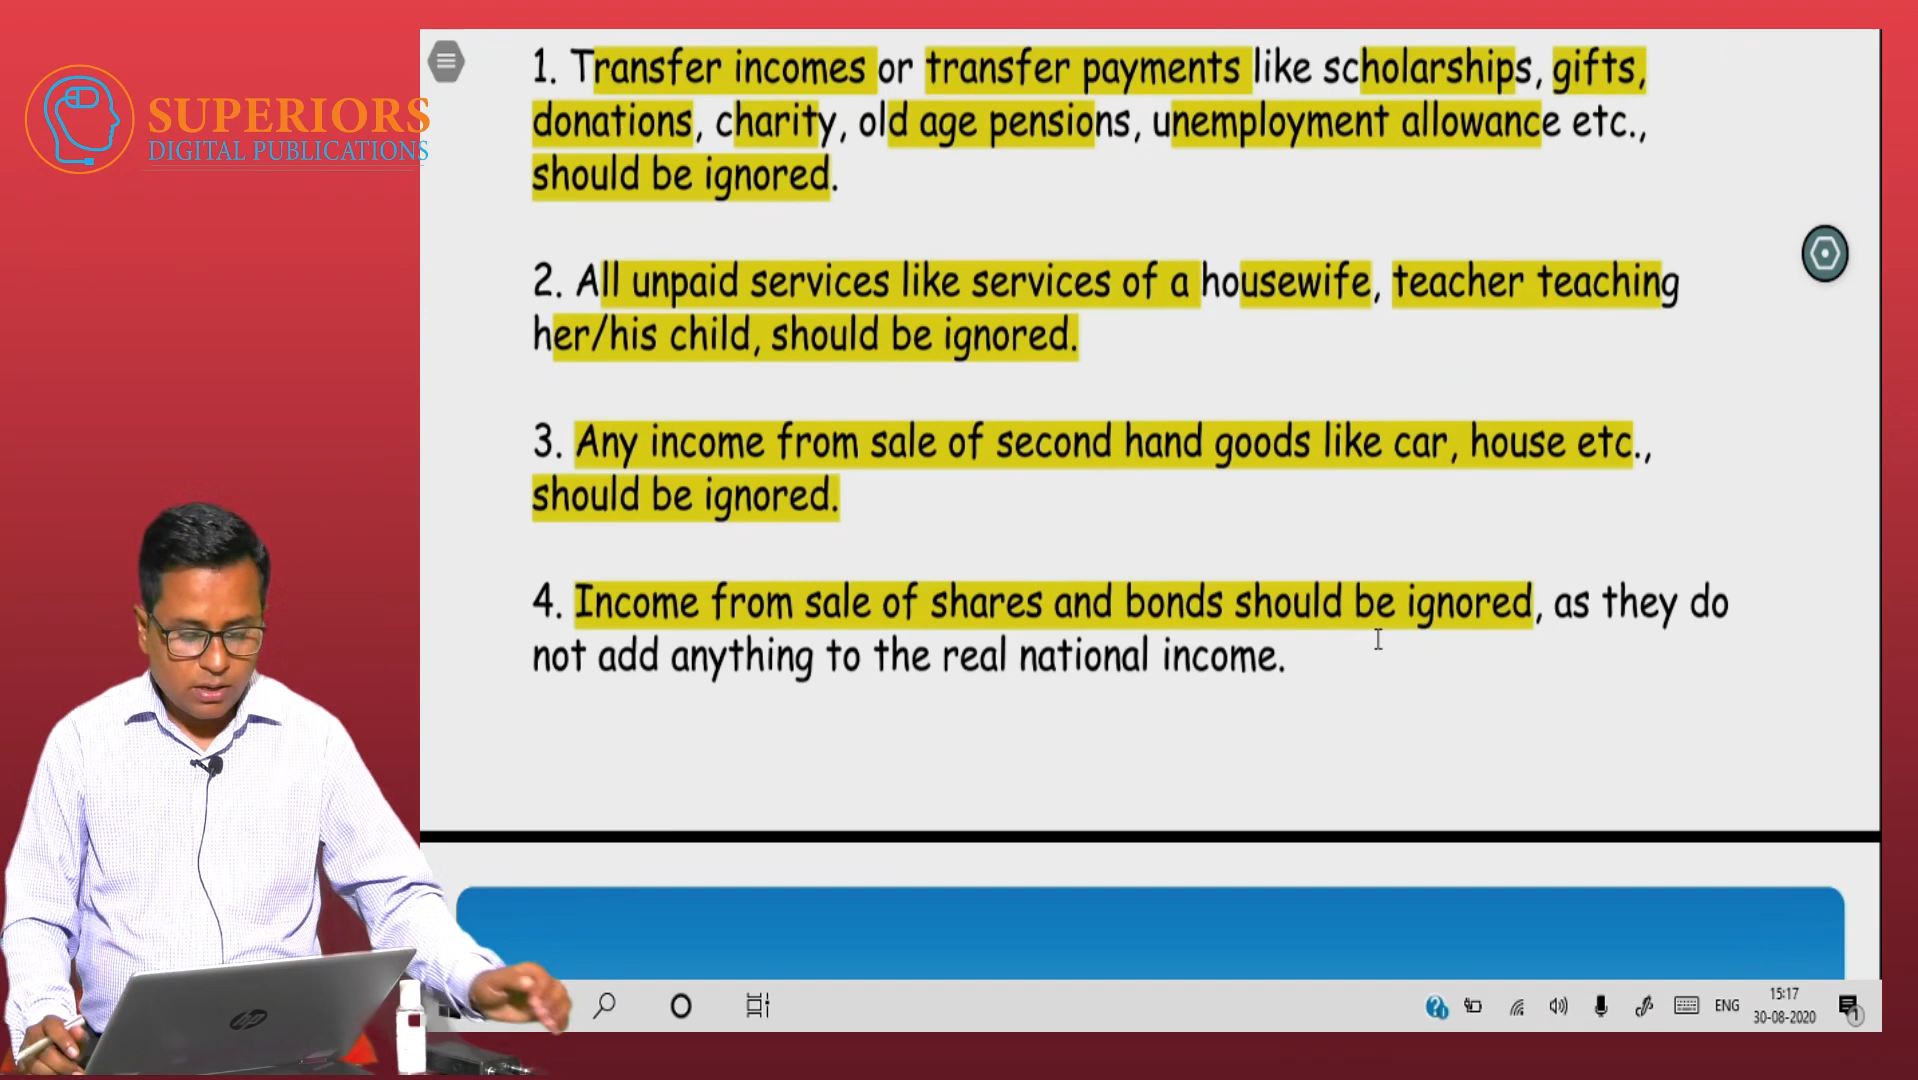 SUPERIORS
DIGITAL PUBLICATIONS
1. Transfer incomes or transfer payments like scholarships, gifts,
donations, charity, old age pensions, unemployment allowance etc.,
should be ignored.
2. All unpaid services like services of a housewife, teacher teaching
her/his child, should be ignored.
3. Any income from sale of second hand goods like car, house etc.,
should be ignored.
4. Income from sale of shares and bonds should be ignored, as they do
not add anything to the real national income.
hp
ENG
15:17
30-08-2020
1